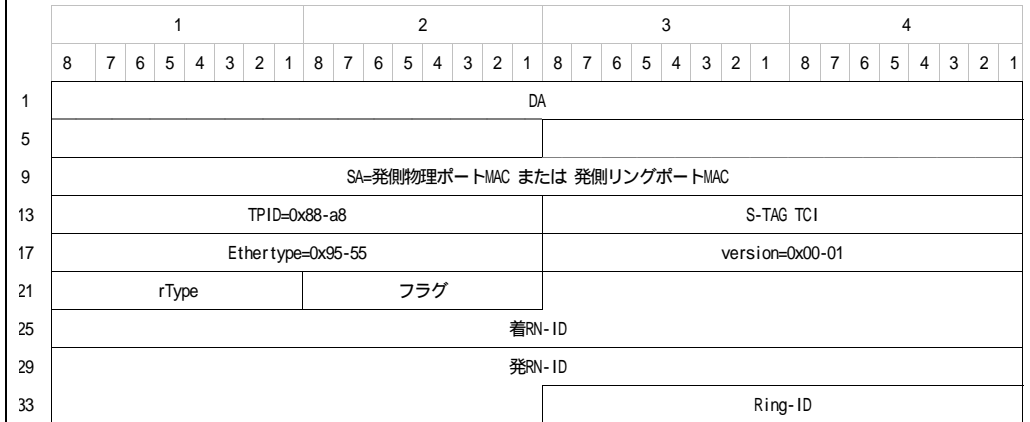 1 2 3 4
8 7 6 5 4 3 2 1 8 7 6 5 4 3 2 1 8 7 6 5 4 3 2 1 8 7 6 5 4 3 2 1
1 DA
5
9 SA=発側物理ポートMAC または 発側リングポートMAC
13 TPID=0x88-a8 S-TAG TCI
17 Ethertype=0x95-55 version=0x00-01
21 rType フラグ
25 着RN-ID
29 発RN-ID
33 Ring-ID